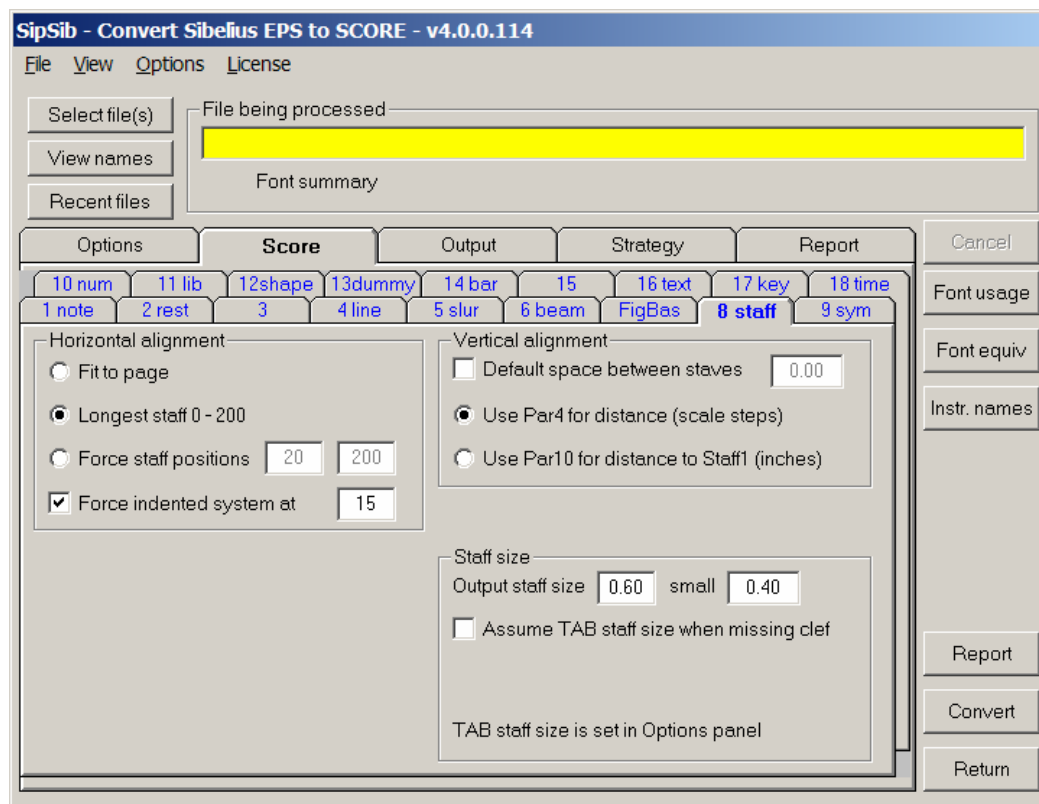 SipSib - Convert Sibelius EPS to SCORE - v4.0.0.114
File View Options License
Select file(s)
View names
Recent files
File being processed
Font summary
Options Score Output Strategy Report
10 num 11 lib 12shape 13dummy 14 bar 15 16 text 17 key 18 time
1 note 2 rest 3 4 line 5 slur 6 beam FigBas 8 staff 9 sym
Horizontal alignment
Fit to page
Longest staff 0 - 200
Force staff positions 20 200
Force indented system at 15
Vertical alignment
Default space between staves 0.00
Use Par4 for distance (scale steps)
Use Par10 for distance to Staff1 (inches)
Staff size
Output staff size 0.60 small 0.40
Assume TAB staff size when missing clef
TAB staff size is set in Options panel
Cancel
Font usage
Font equiv
Instr. names
Report
Convert
Return